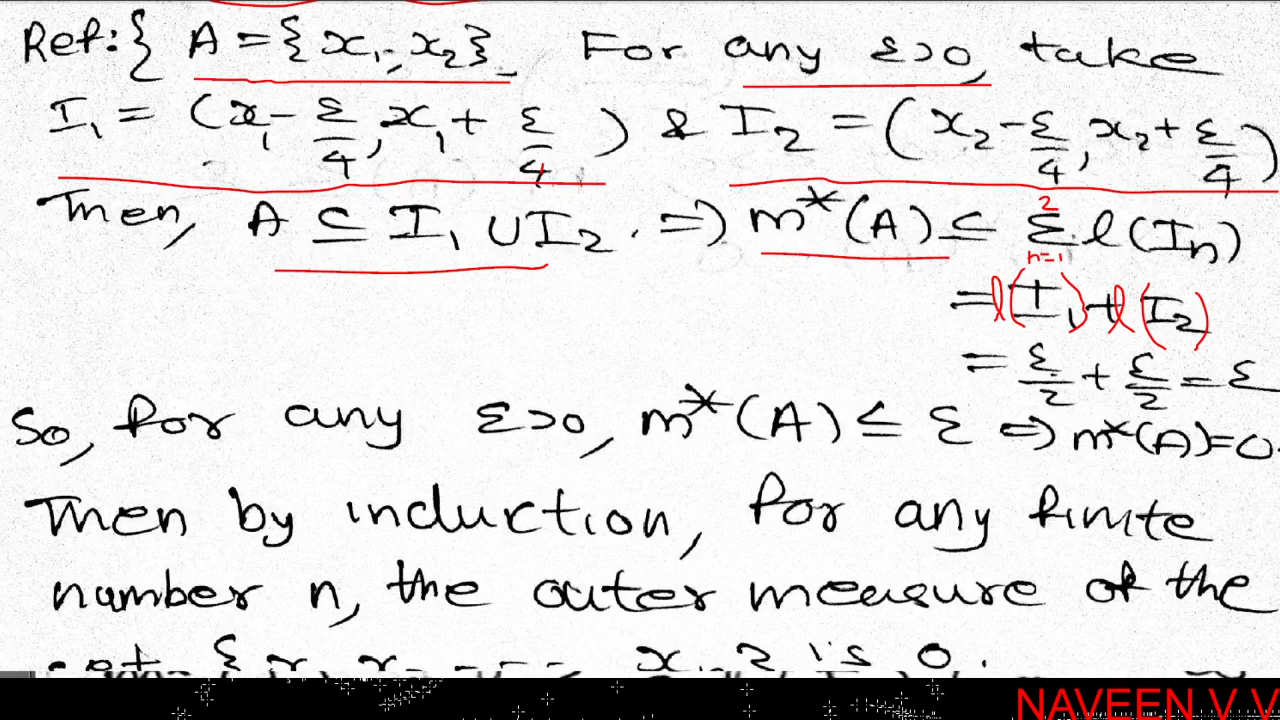 Ref:{ A = {x₁, x₂}. For any ε>0, take
I₁ = (x₁ - ε/4, x₁ + ε/4) & I₂ = (x₂ - ε/4, x₂ + ε/4)
Then, A ⊆ I₁ ∪ I₂. ⇒ m*(A) ≤ Σₙ₌₁² l(Iₙ)
= l(I₁) + l(I₂)
= ε/2 + ε/2 = ε
So, for any ε>0, m*(A) ≤ ε ⇒ m*(A)=0.
Then by induction, for any finite
number n, the outer measure of the
is 0.
NAVEEN.V.V